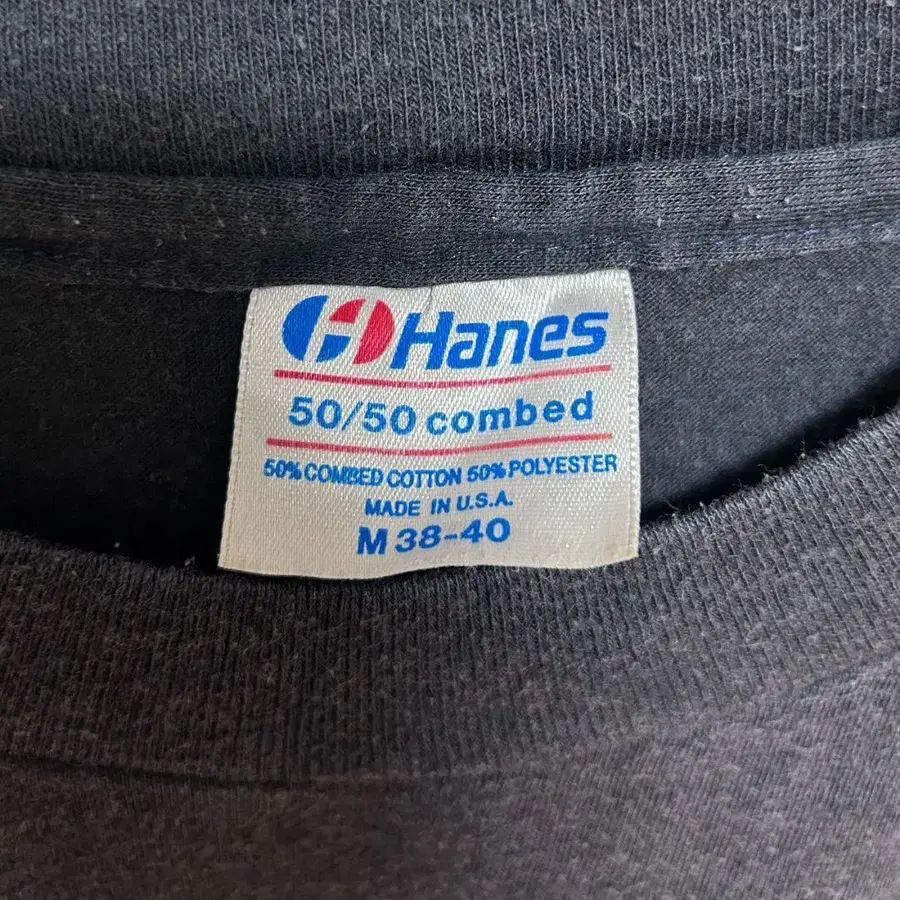 Hanes
50/50 combed
50% COMBED COTTON 50% POLYESTER
MADE IN U.S.A.
M 38-40